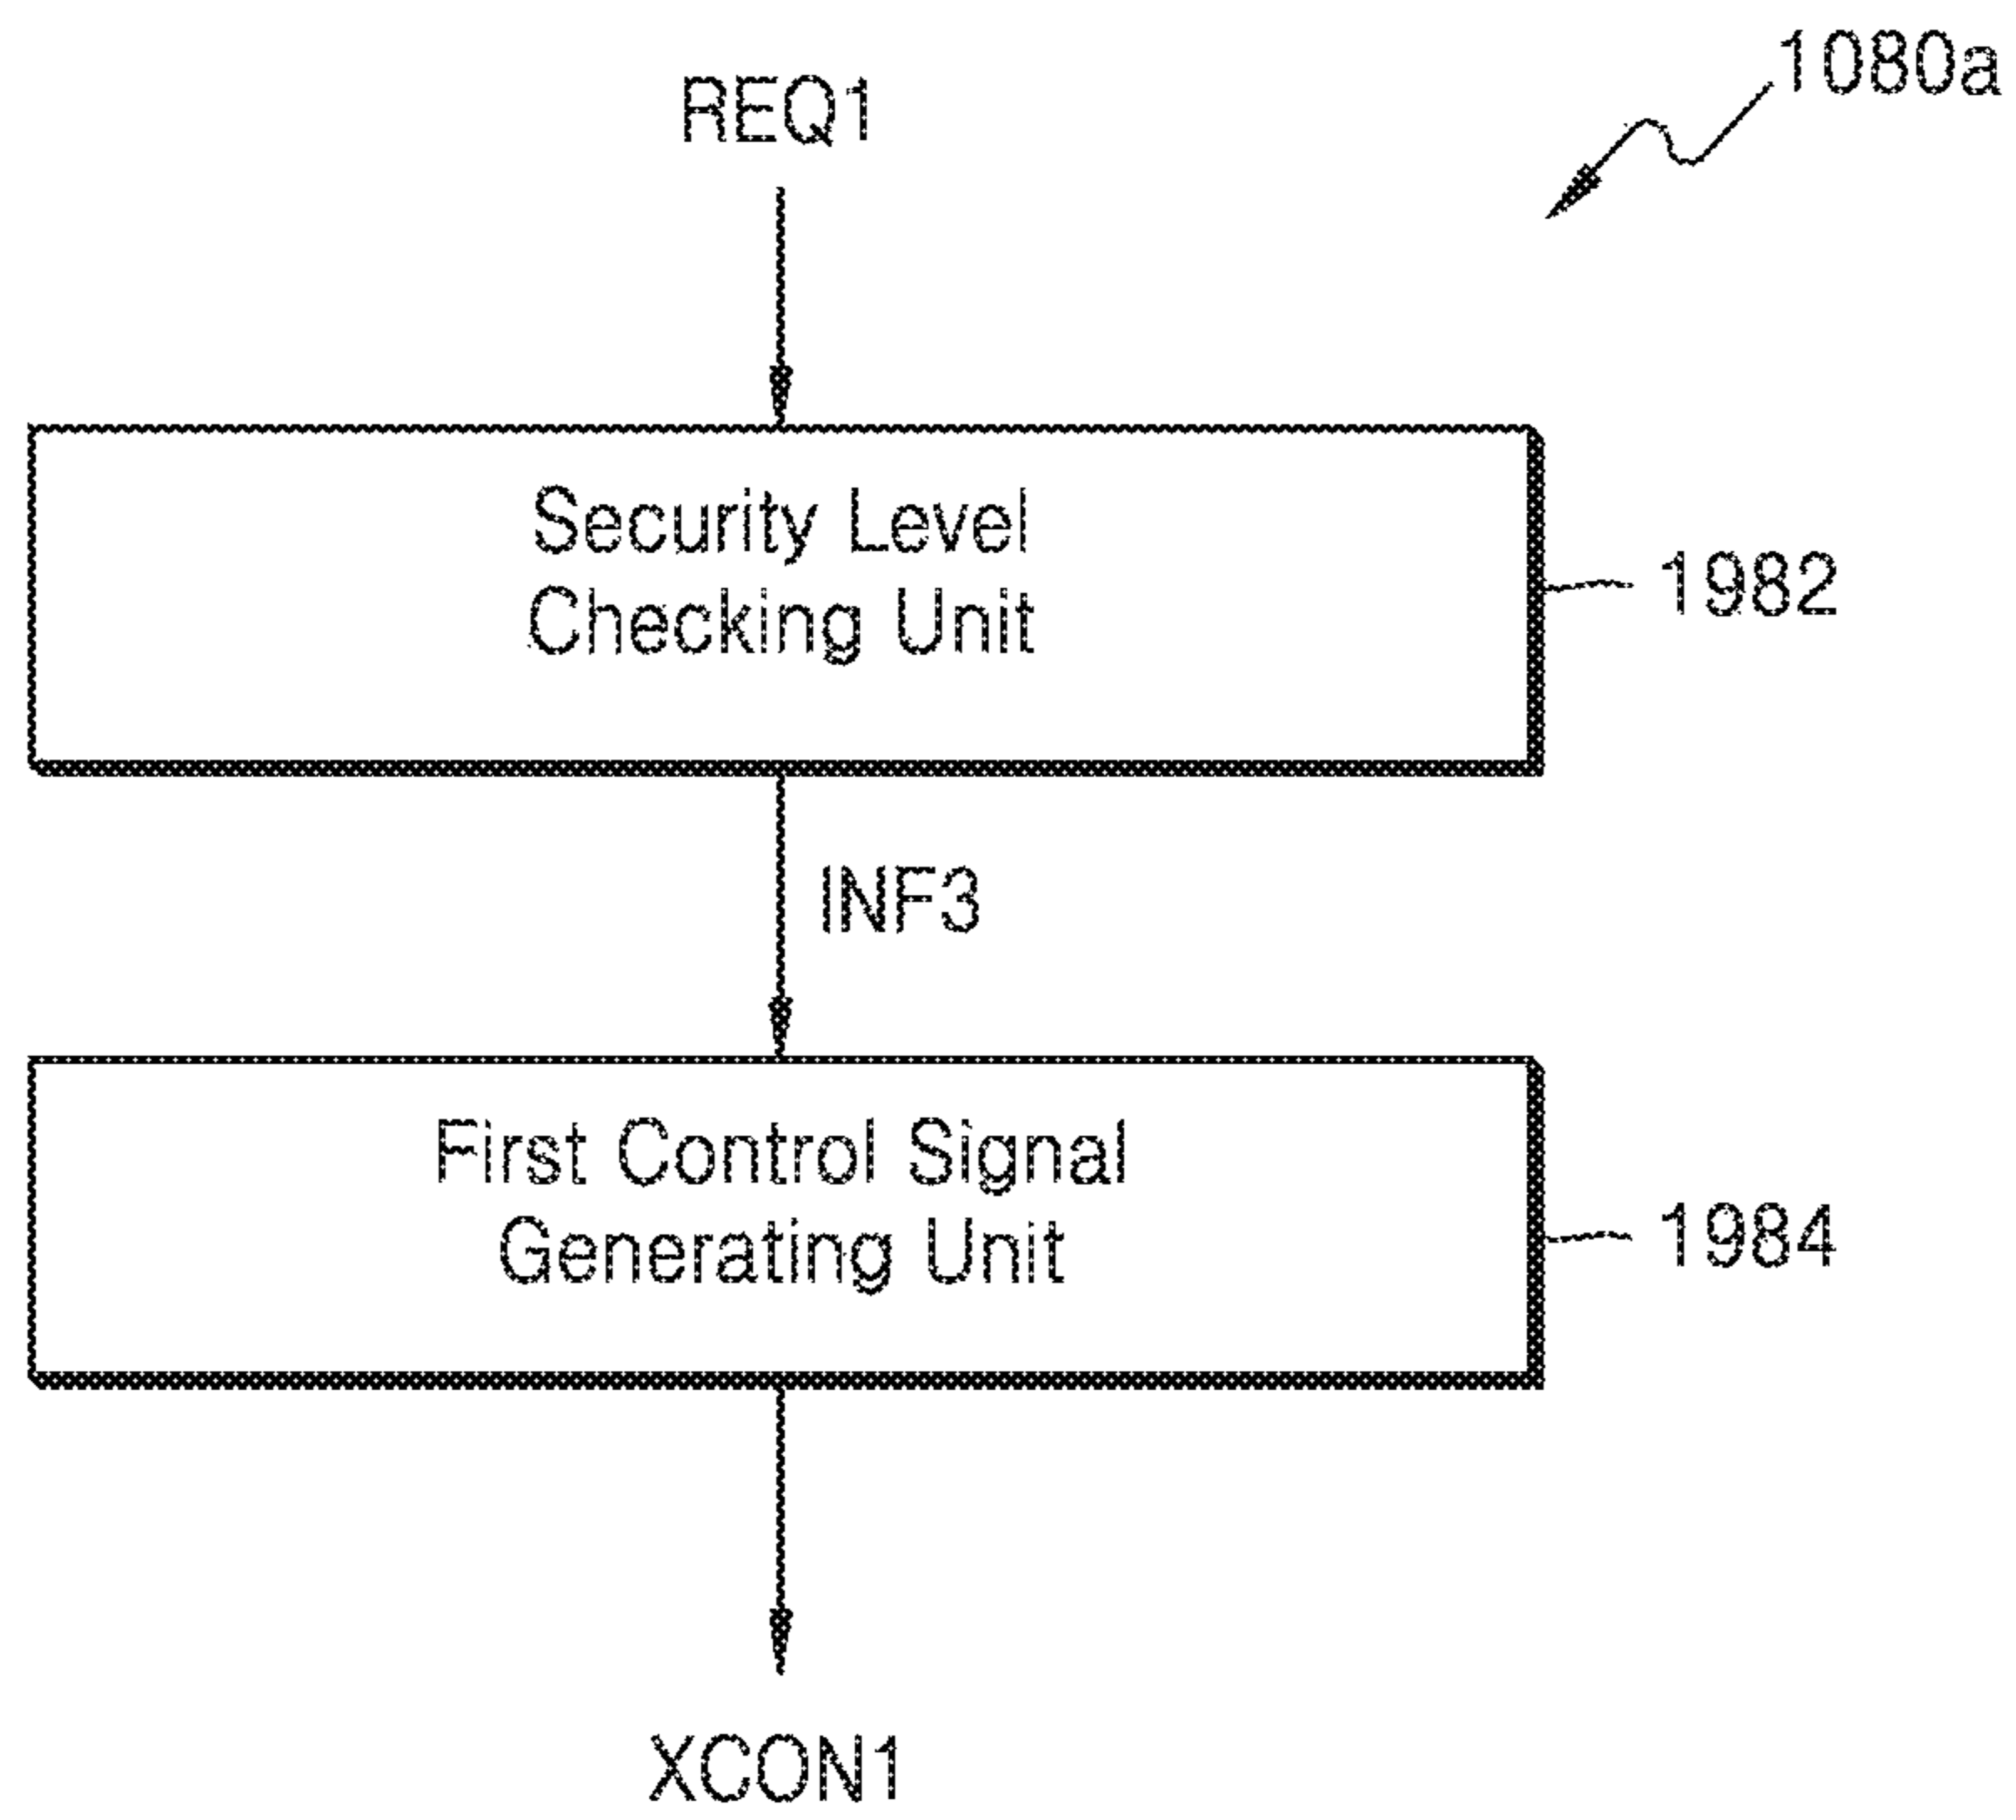 1080a
REQ1
Security Level
Checking Unit
1982
INF3
First Control Signal
Generating Unit
1984
XCON1